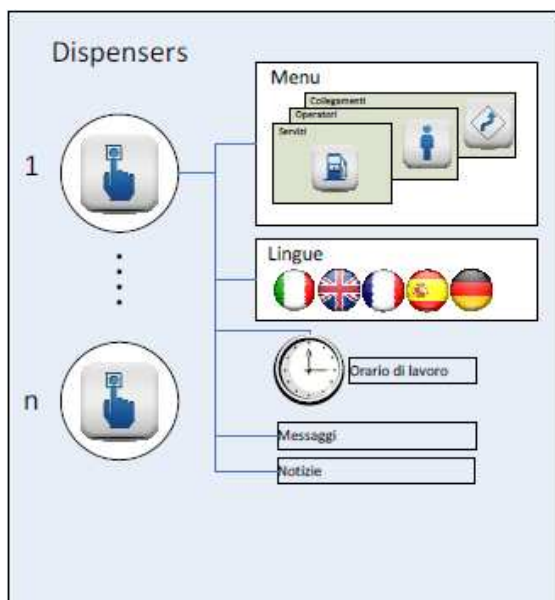 Dispensers
1
n
Menu
Collegamenti
Operatori
Servizi
Lingue
Orario di lavoro
Messaggi
Notizie